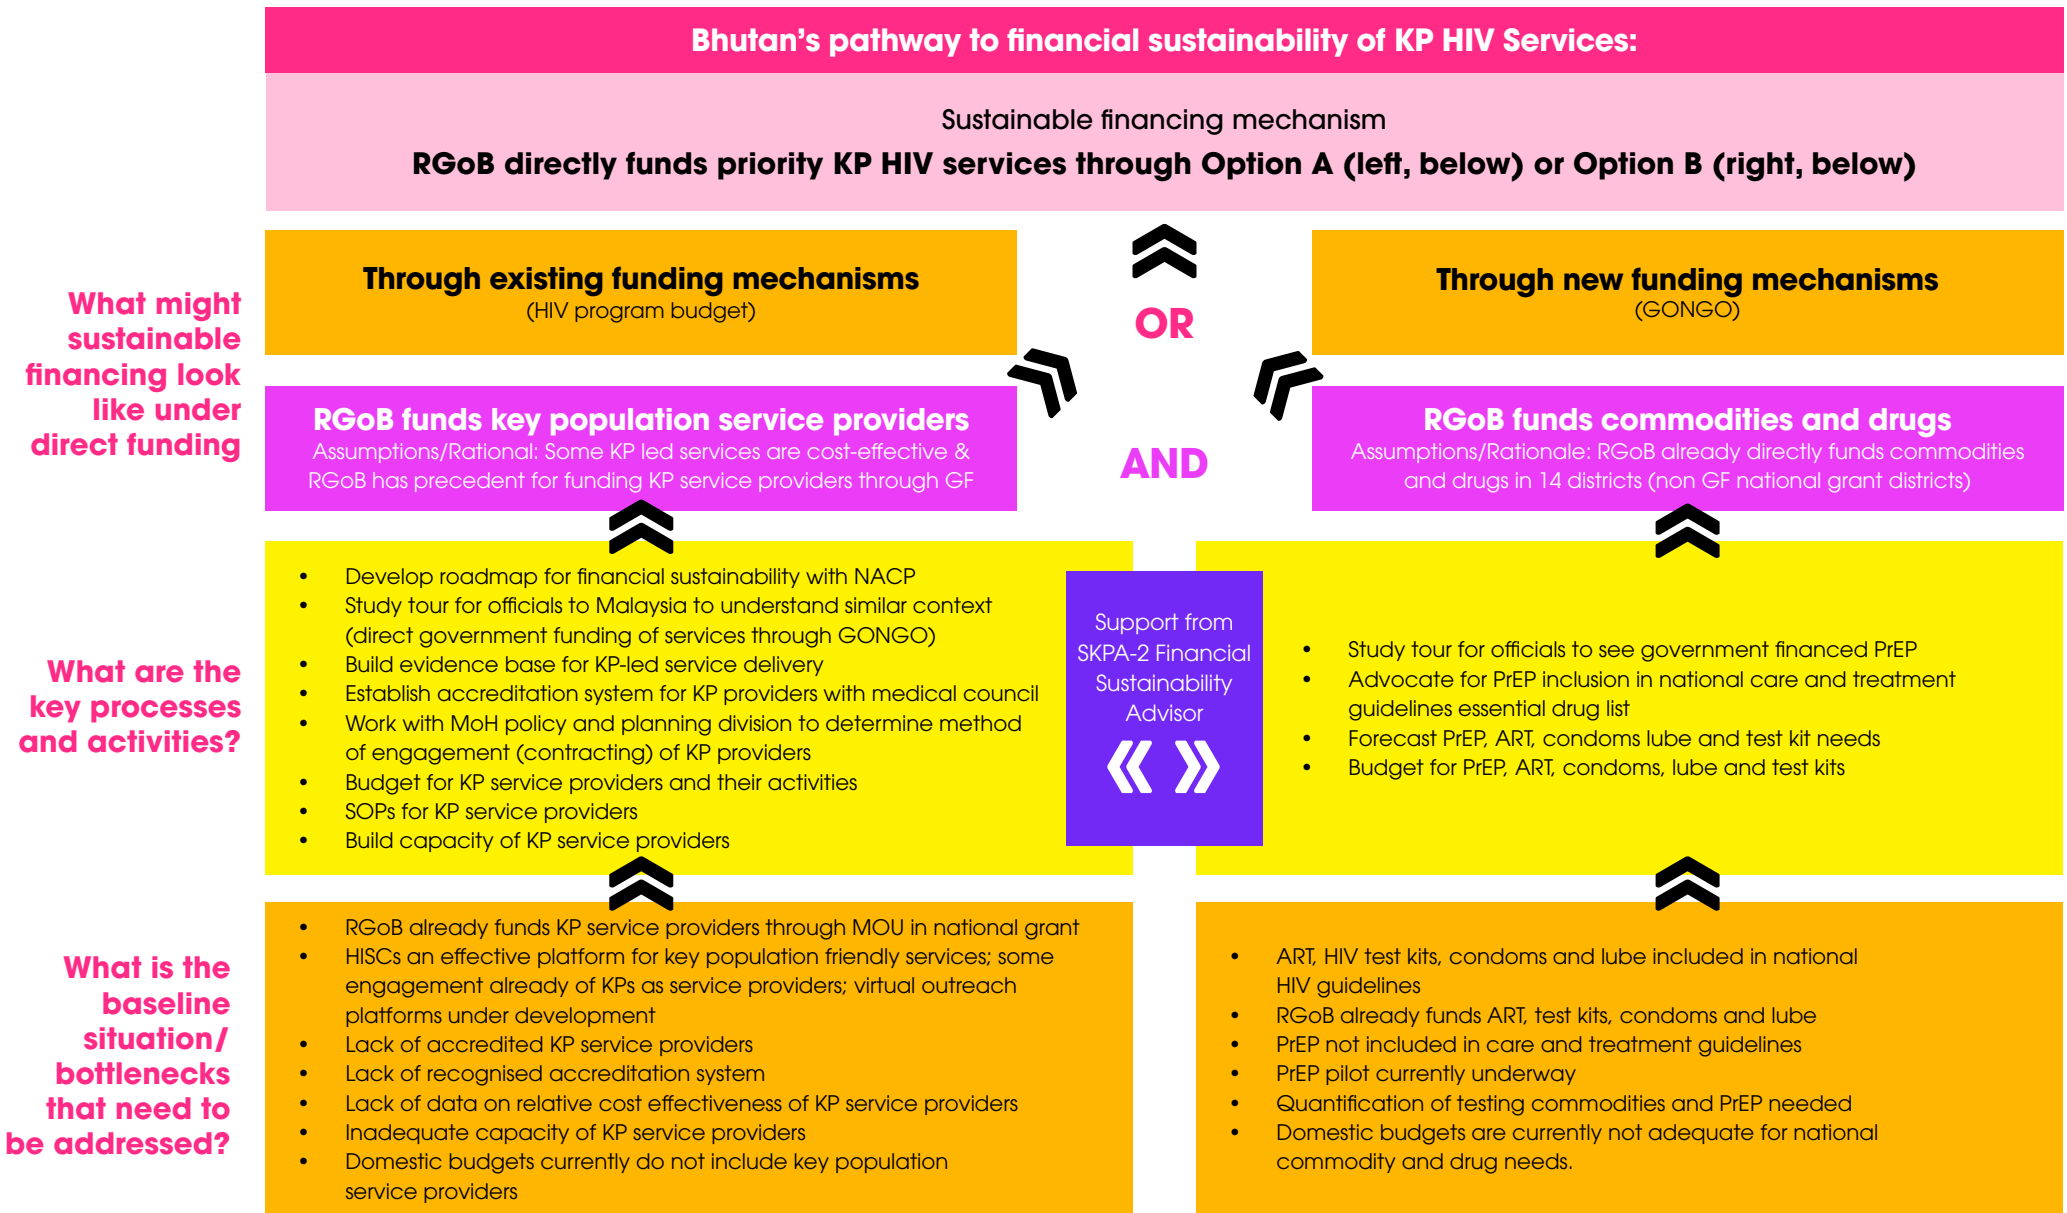 Bhutan's pathway to financial sustainability of KP HIV Services:
Sustainable financing mechanism
RGoB directly funds priority KP HIV services through Option A (left, below) or Option B (right, below)
What might
sustainable
financing look
like under
direct funding
Through existing funding mechanisms
(HIV program budget)
OR
Through new funding mechanisms
(GONGO)
RGoB funds key population service providers
Assumptions/Rational: Some KP led services are cost-effective &
RGoB has precedent for funding KP service providers through GF
AND
RGoB funds commodities and drugs
Assumptions/Rationale: RGoB already directly funds commodities
and drugs in 14 districts (non GF national grant districts)
What are the
key processes
and activities?
• Develop roadmap for financial sustainability with NACP
• Study tour for officials to Malaysia to understand similar context
(direct government funding of services through GONGO)
• Build evidence base for KP-led service delivery
• Establish accreditation system for KP providers with medical council
• Work with MoH policy and planning division to determine method
of engagement (contracting) of KP providers
• Budget for KP service providers and their activities
• SOPs for KP service providers
• Build capacity of KP service providers
Support from
SKPA-2 Financial
Sustainability
Advisor
• Study tour for officials to see government financed PrEP
• Advocate for PrEP inclusion in national care and treatment
guidelines essential drug list
• Forecast PrEP, ART, condoms lube and test kit needs
• Budget for PrEP, ART, condoms, lube and test kits
What is the
baseline
situation/
bottlenecks
that need to
be addressed?
• RGoB already funds KP service providers through MOU in national grant
• HISCs an effective platform for key population friendly services; some
engagement already of KPs as service providers; virtual outreach
platforms under development
• Lack of accredited KP service providers
• Lack of recognised accreditation system
• Lack of data on relative cost effectiveness of KP service providers
• Inadequate capacity of KP service providers
• Domestic budgets currently do not include key population
service providers
• ART, HIV test kits, condoms and lube included in national
HIV guidelines
• RGoB already funds ART, test kits, condoms and lube
• PrEP not included in care and treatment guidelines
• PrEP pilot currently underway
• Quantification of testing commodities and PrEP needed
• Domestic budgets are currently not adequate for national
commodity and drug needs.